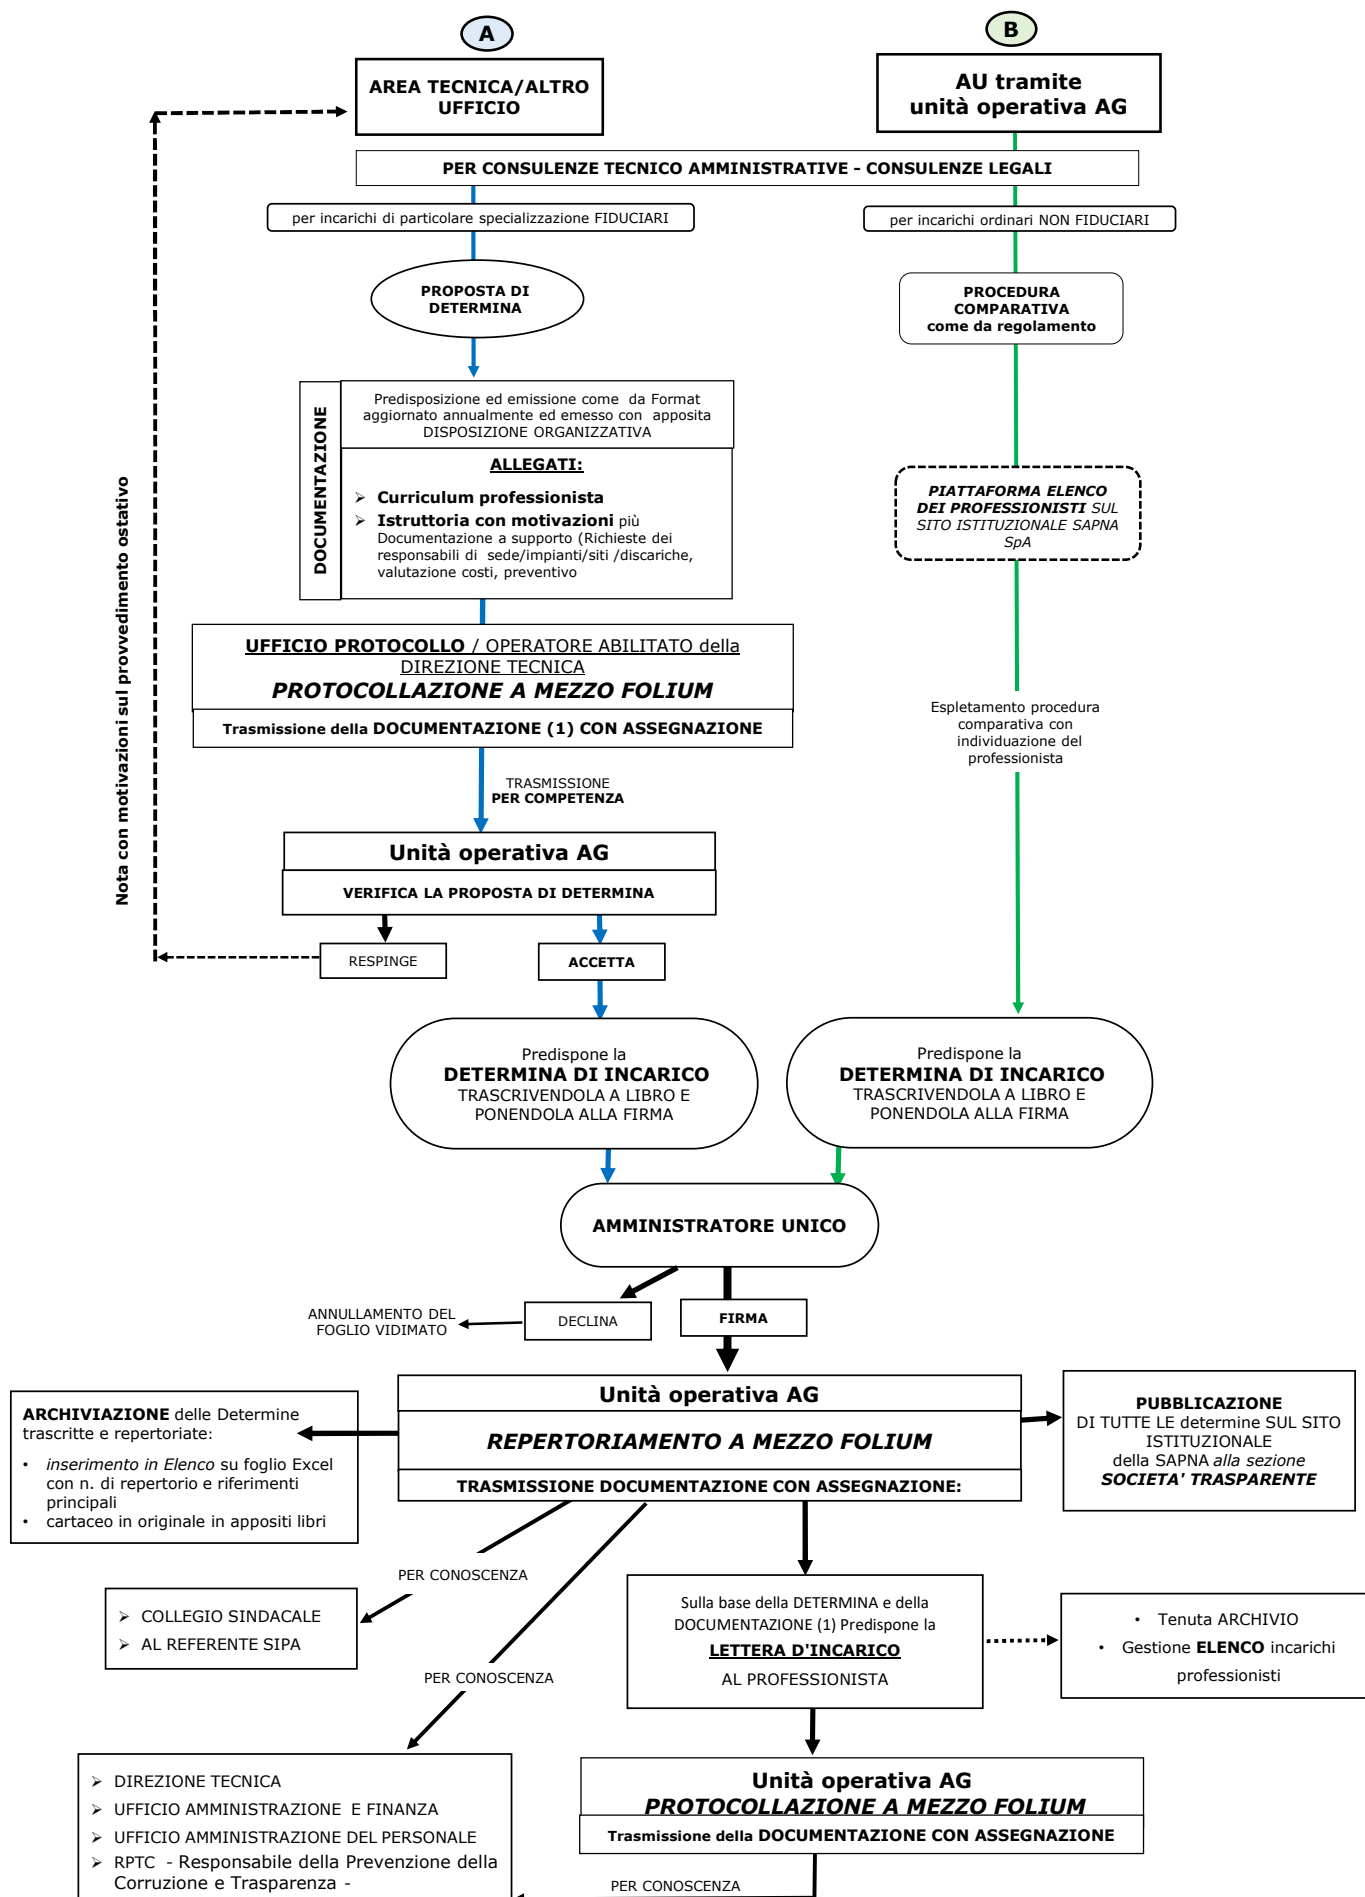 A
B
AREA TECNICA/ALTRO
UFFICIO
AU tramite
unità operativa AG
PER CONSULENZE TECNICO AMMINISTRATIVE - CONSULENZE LEGALI
per incarichi di particolare specializzazione FIDUCIARI
per incarichi ordinari NON FIDUCIARI
PROPOSTA DI
DETERMINA
PROCEDURA
COMPARATIVA
come da regolamento
DOCUMENTAZIONE
Predisposizione ed emissione come da Format
aggiornato annualmente ed emesso con apposita
DISPOSIZIONE ORGANIZZATIVA
ALLEGATI:
➢ Curriculum professionista
➢ Istruttoria con motivazioni più
Documentazione a supporto (Richieste dei
responsabili di sede/impianti/siti /discariche,
valutazione costi, preventivo
PIATTAFORMA ELENCO
DEI PROFESSIONISTI SUL
SITO ISTITUZIONALE SAPNA
SpA
Nota con motivazioni sul provvedimento ostativo
UFFICIO PROTOCOLLO / OPERATORE ABILITATO della
DIREZIONE TECNICA
PROTOCOLLAZIONE A MEZZO FOLIUM
Trasmissione della DOCUMENTAZIONE (1) CON ASSEGNAZIONE
Espletamento procedura
comparativa con
individuazione del
professionista
TRASMISSIONE
PER COMPETENZA
Unità operativa AG
VERIFICA LA PROPOSTA DI DETERMINA
RESPINGE
ACCETTA
Predispone la
DETERMINA DI INCARICO
TRASCRIVENDOLA A LIBRO E
PONENDOLA ALLA FIRMA
Predispone la
DETERMINA DI INCARICO
TRASCRIVENDOLA A LIBRO E
PONENDOLA ALLA FIRMA
AMMINISTRATORE UNICO
ANNULLAMENTO DEL
FOGLIO VIDIMATO
DECLINA
FIRMA
Unità operativa AG
REPERTORIAMENTO A MEZZO FOLIUM
TRASMISSIONE DOCUMENTAZIONE CON ASSEGNAZIONE:
ARCHIVIAZIONE delle Determine
trascritte e repertoriate:
• inserimento in Elenco su foglio Excel
con n. di repertorio e riferimenti
principali
• cartaceo in originale in appositi libri
PUBBLICAZIONE
DI TUTTE LE determine SUL SITO
ISTITUZIONALE
della SAPNA alla sezione
SOCIETA' TRASPARENTE
PER CONOSCENZA
➢ COLLEGIO SINDACALE
➢ AL REFERENTE SIPA
Sulla base della DETERMINA e della
DOCUMENTAZIONE (1) Predispone la
LETTERA D'INCARICO
AL PROFESSIONISTA
• Tenuta ARCHIVIO
• Gestione ELENCO incarichi
professionisti
PER CONOSCENZA
➢ DIREZIONE TECNICA
➢ UFFICIO AMMINISTRAZIONE E FINANZA
➢ UFFICIO AMMINISTRAZIONE DEL PERSONALE
➢ RPTC - Responsabile della Prevenzione della
Corruzione e Trasparenza -
Unità operativa AG
PROTOCOLLAZIONE A MEZZO FOLIUM
Trasmissione della DOCUMENTAZIONE CON ASSEGNAZIONE
PER CONOSCENZA